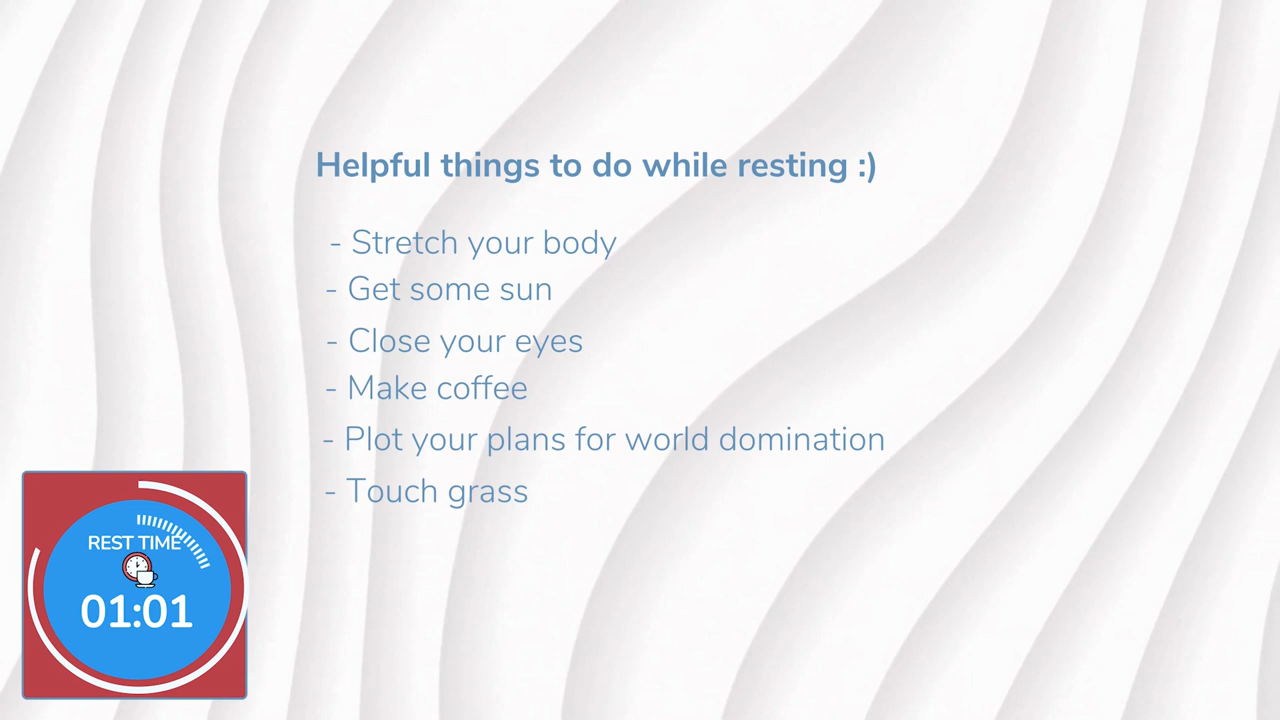 Helpful things to do while resting :)
- Stretch your body
- Get some sun
- Close your eyes
- Make coffee
- Plot your plans for world domination
- Touch grass
REST TIME
01:01